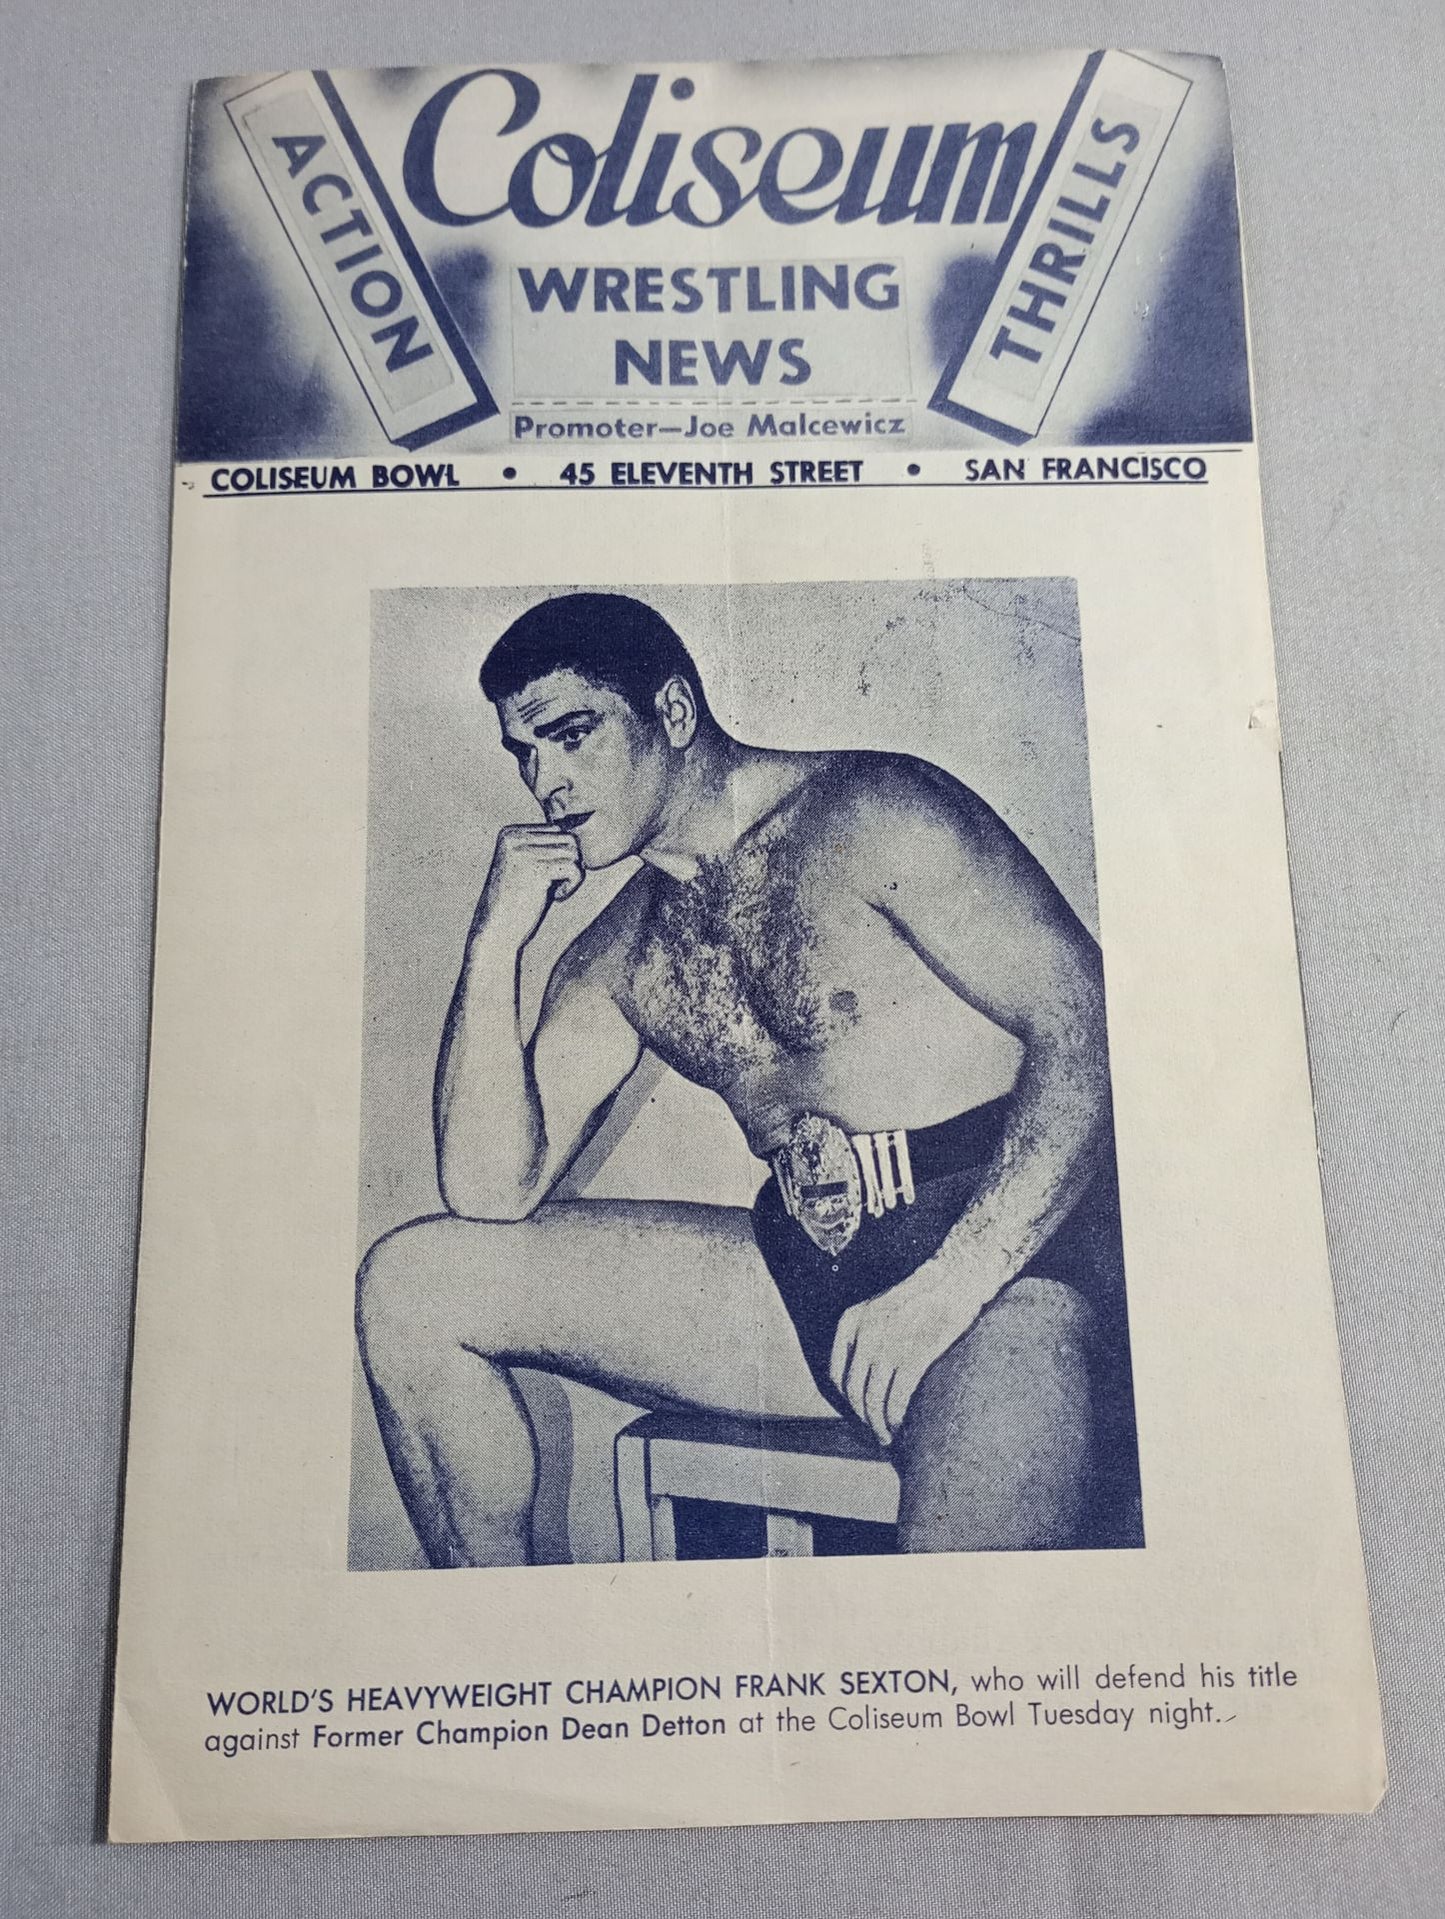 ACTION
Coliseum
THRILLS
WRESTLING
NEWS
Promoter—Joe Malcewicz
COLISEUM BOWL • 45 ELEVENTH STREET • SAN FRANCISCO
WORLD'S HEAVYWEIGHT CHAMPION FRANK SEXTON, who will defend his title
against Former Champion Dean Detton at the Coliseum Bowl Tuesday night.